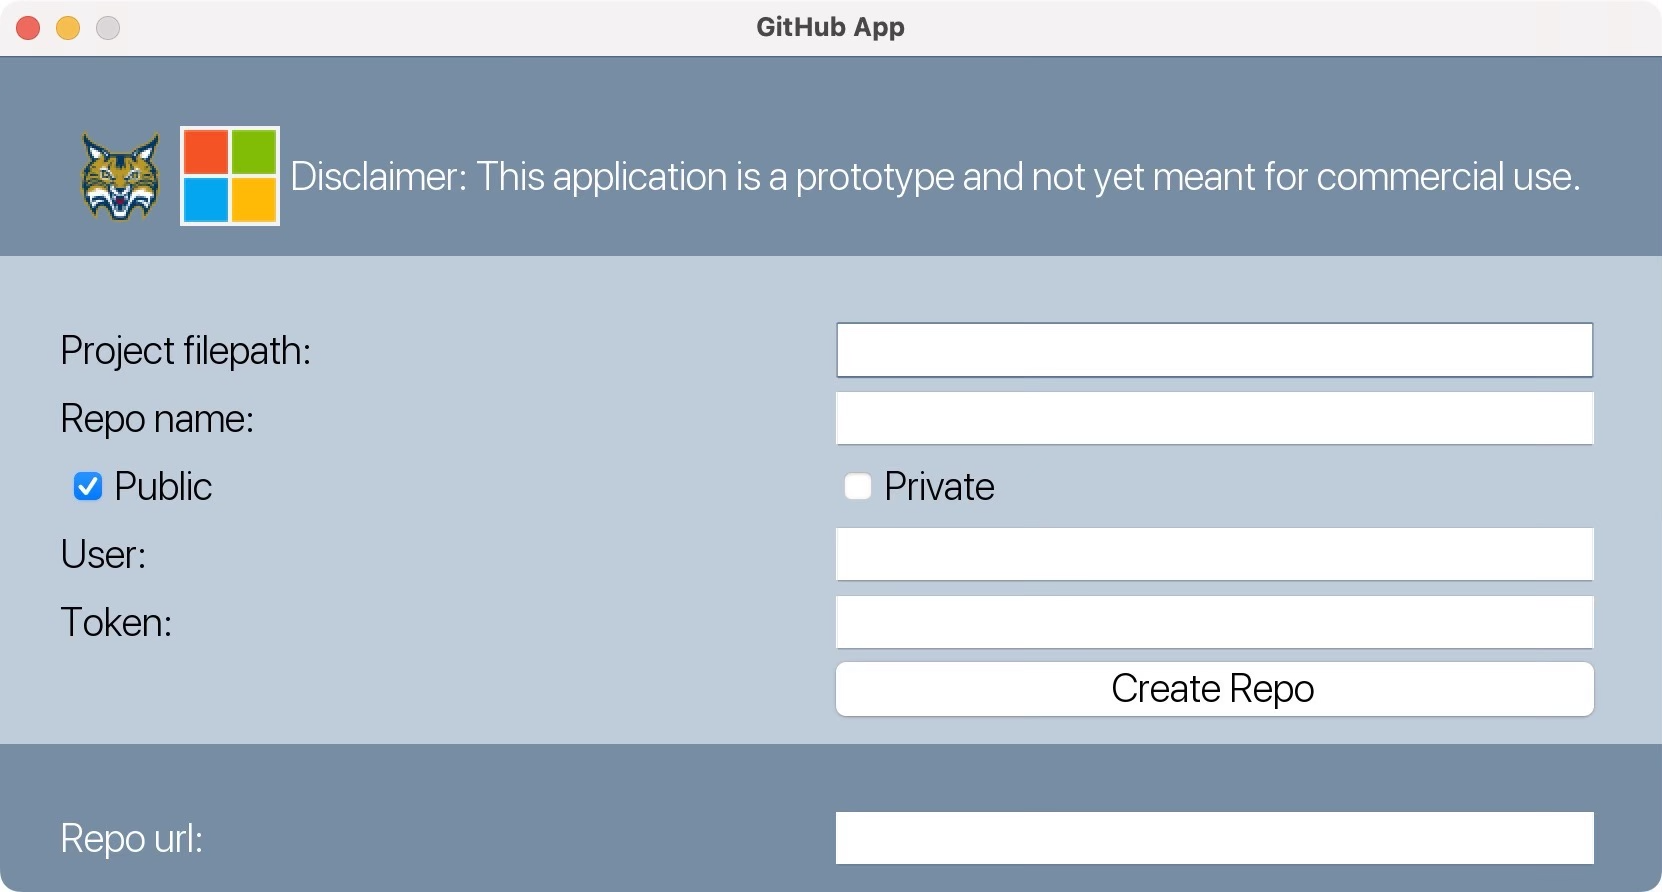 GitHub App
Disclaimer: This application is a prototype and not yet meant for commercial use.
Project filepath:
Repo name:
Public
Private
User:
Token:
Create Repo
Repo url: